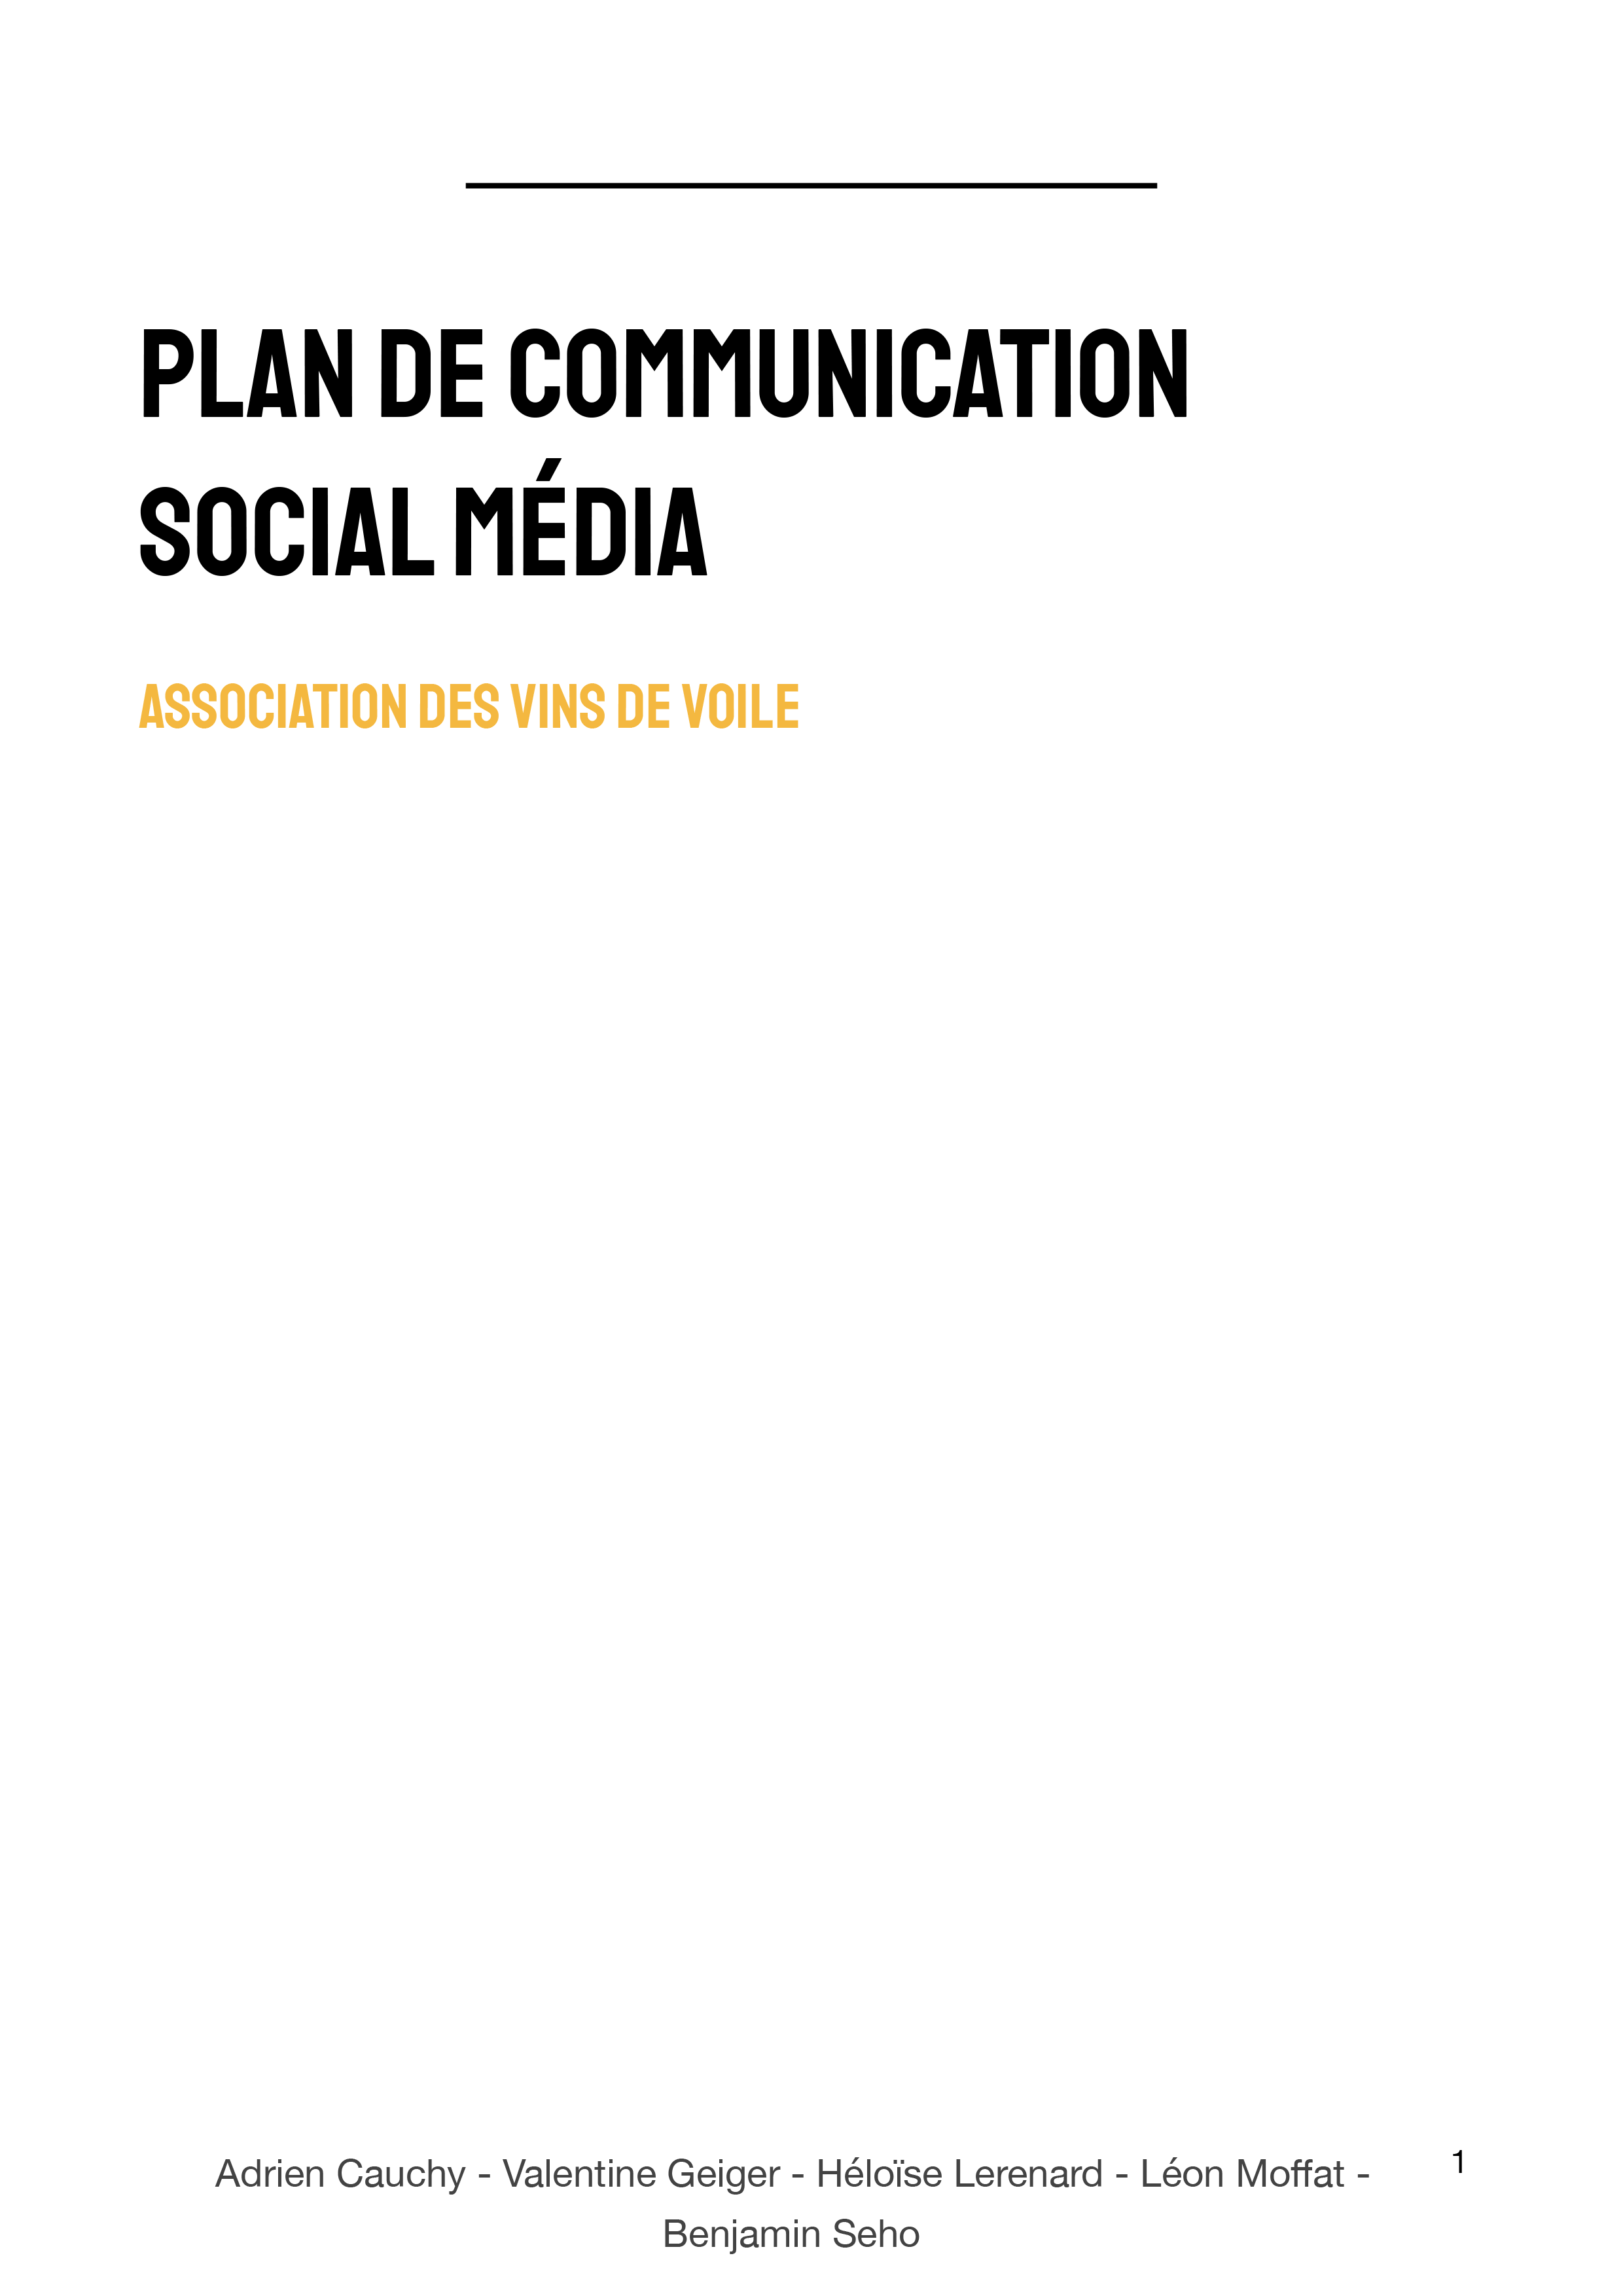 PLAN DE COMMUNICATION
SOCIAL MÉDIA
ASSOCIATION DES VINS DE VOILE
Adrien Cauchy - Valentine Geiger - Héloïse Lerenard - Léon Moffat -
Benjamin Seho
1